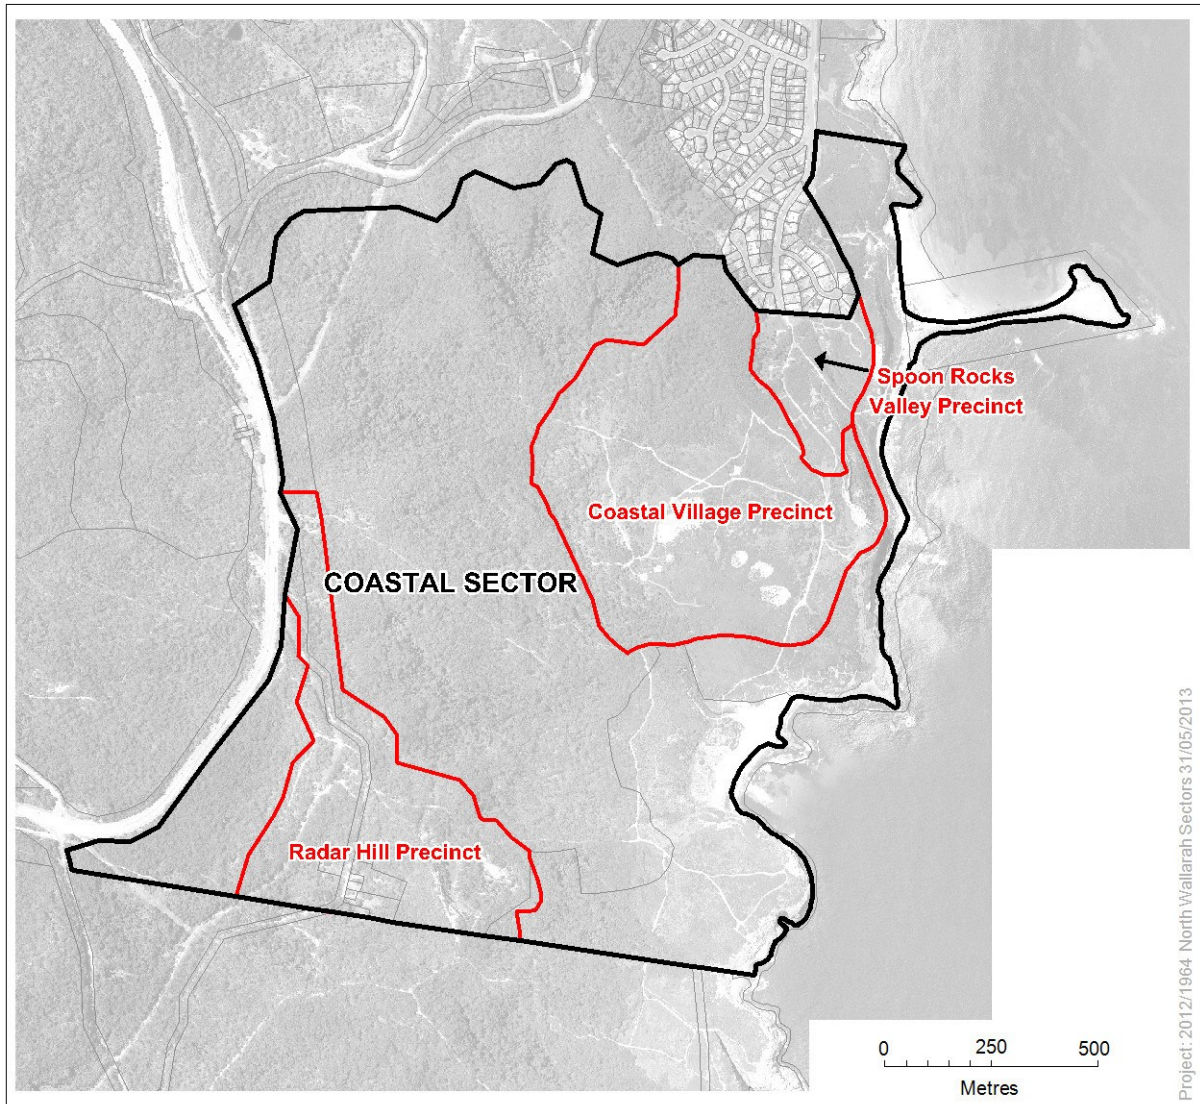 Spoon Rocks
Valley Precinct
Coastal Village Precinct
COASTAL SECTOR
Radar Hill Precinct
0 250 500
Metres
Project: 2012/1964 North Wallarah Sectors 31/05/2013